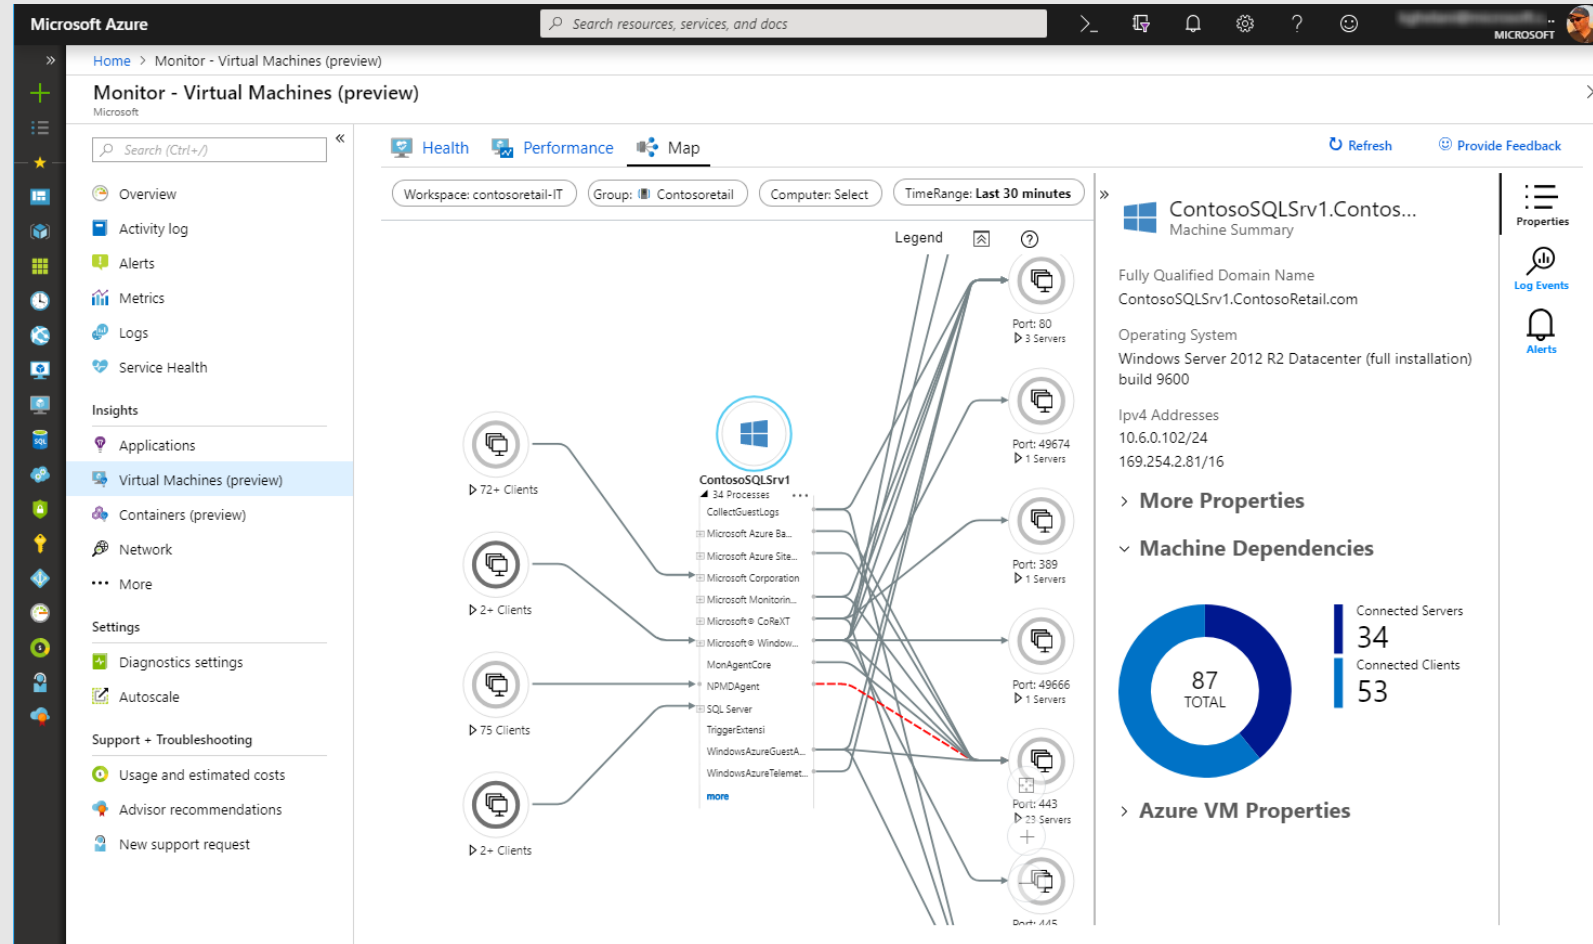 Microsoft Azure
Search resources, services, and docs
MICROSOFT
Home > Monitor - Virtual Machines (preview)
Monitor - Virtual Machines (preview)
Microsoft
Search (Ctrl+/)
Overview
Activity log
Alerts
Metrics
Logs
Service Health
Insights
Applications
Virtual Machines (preview)
Containers (preview)
Network
More
Settings
Diagnostics settings
Autoscale
Support + Troubleshooting
Usage and estimated costs
Advisor recommendations
New support request
Health
Performance
Map
Refresh
Provide Feedback
Workspace: contosoretail-IT
Group: Contosoretail
Computer: Select
TimeRange: Last 30 minutes
Legend
72+ Clients
2+ Clients
75 Clients
2+ Clients
ContosoSQLSrv1
34 Processes
CollectGuestLogs
Microsoft Azure Ba...
Microsoft Azure Site...
Microsoft Corporation
Microsoft Monitorin...
Microsoft® CoReXT
Microsoft® Window...
MonAgentCore
NPMDAgent
SQL Server
TriggerExtensi
WindowsAzureGuestA...
WindowsAzureTelemet...
more
Port: 80
3 Servers
Port: 49674
1 Servers
Port: 389
1 Servers
Port: 49666
1 Servers
Port: 443
23 Servers
Port: 445
ContosoSQLSrv1.Contos...
Machine Summary
Fully Qualified Domain Name
ContosoSQLSrv1.ContosoRetail.com
Operating System
Windows Server 2012 R2 Datacenter (full installation)
build 9600
Ipv4 Addresses
10.6.0.102/24
169.254.2.81/16
More Properties
Machine Dependencies
87
TOTAL
Connected Servers
34
Connected Clients
53
Azure VM Properties
Properties
Log Events
Alerts